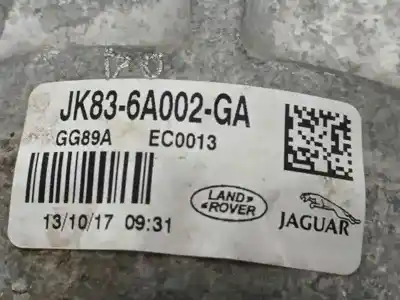 JK83-6A002-GA
GG89A EC0013
13/10/17 09:31
LAND ROVER
JAGUAR